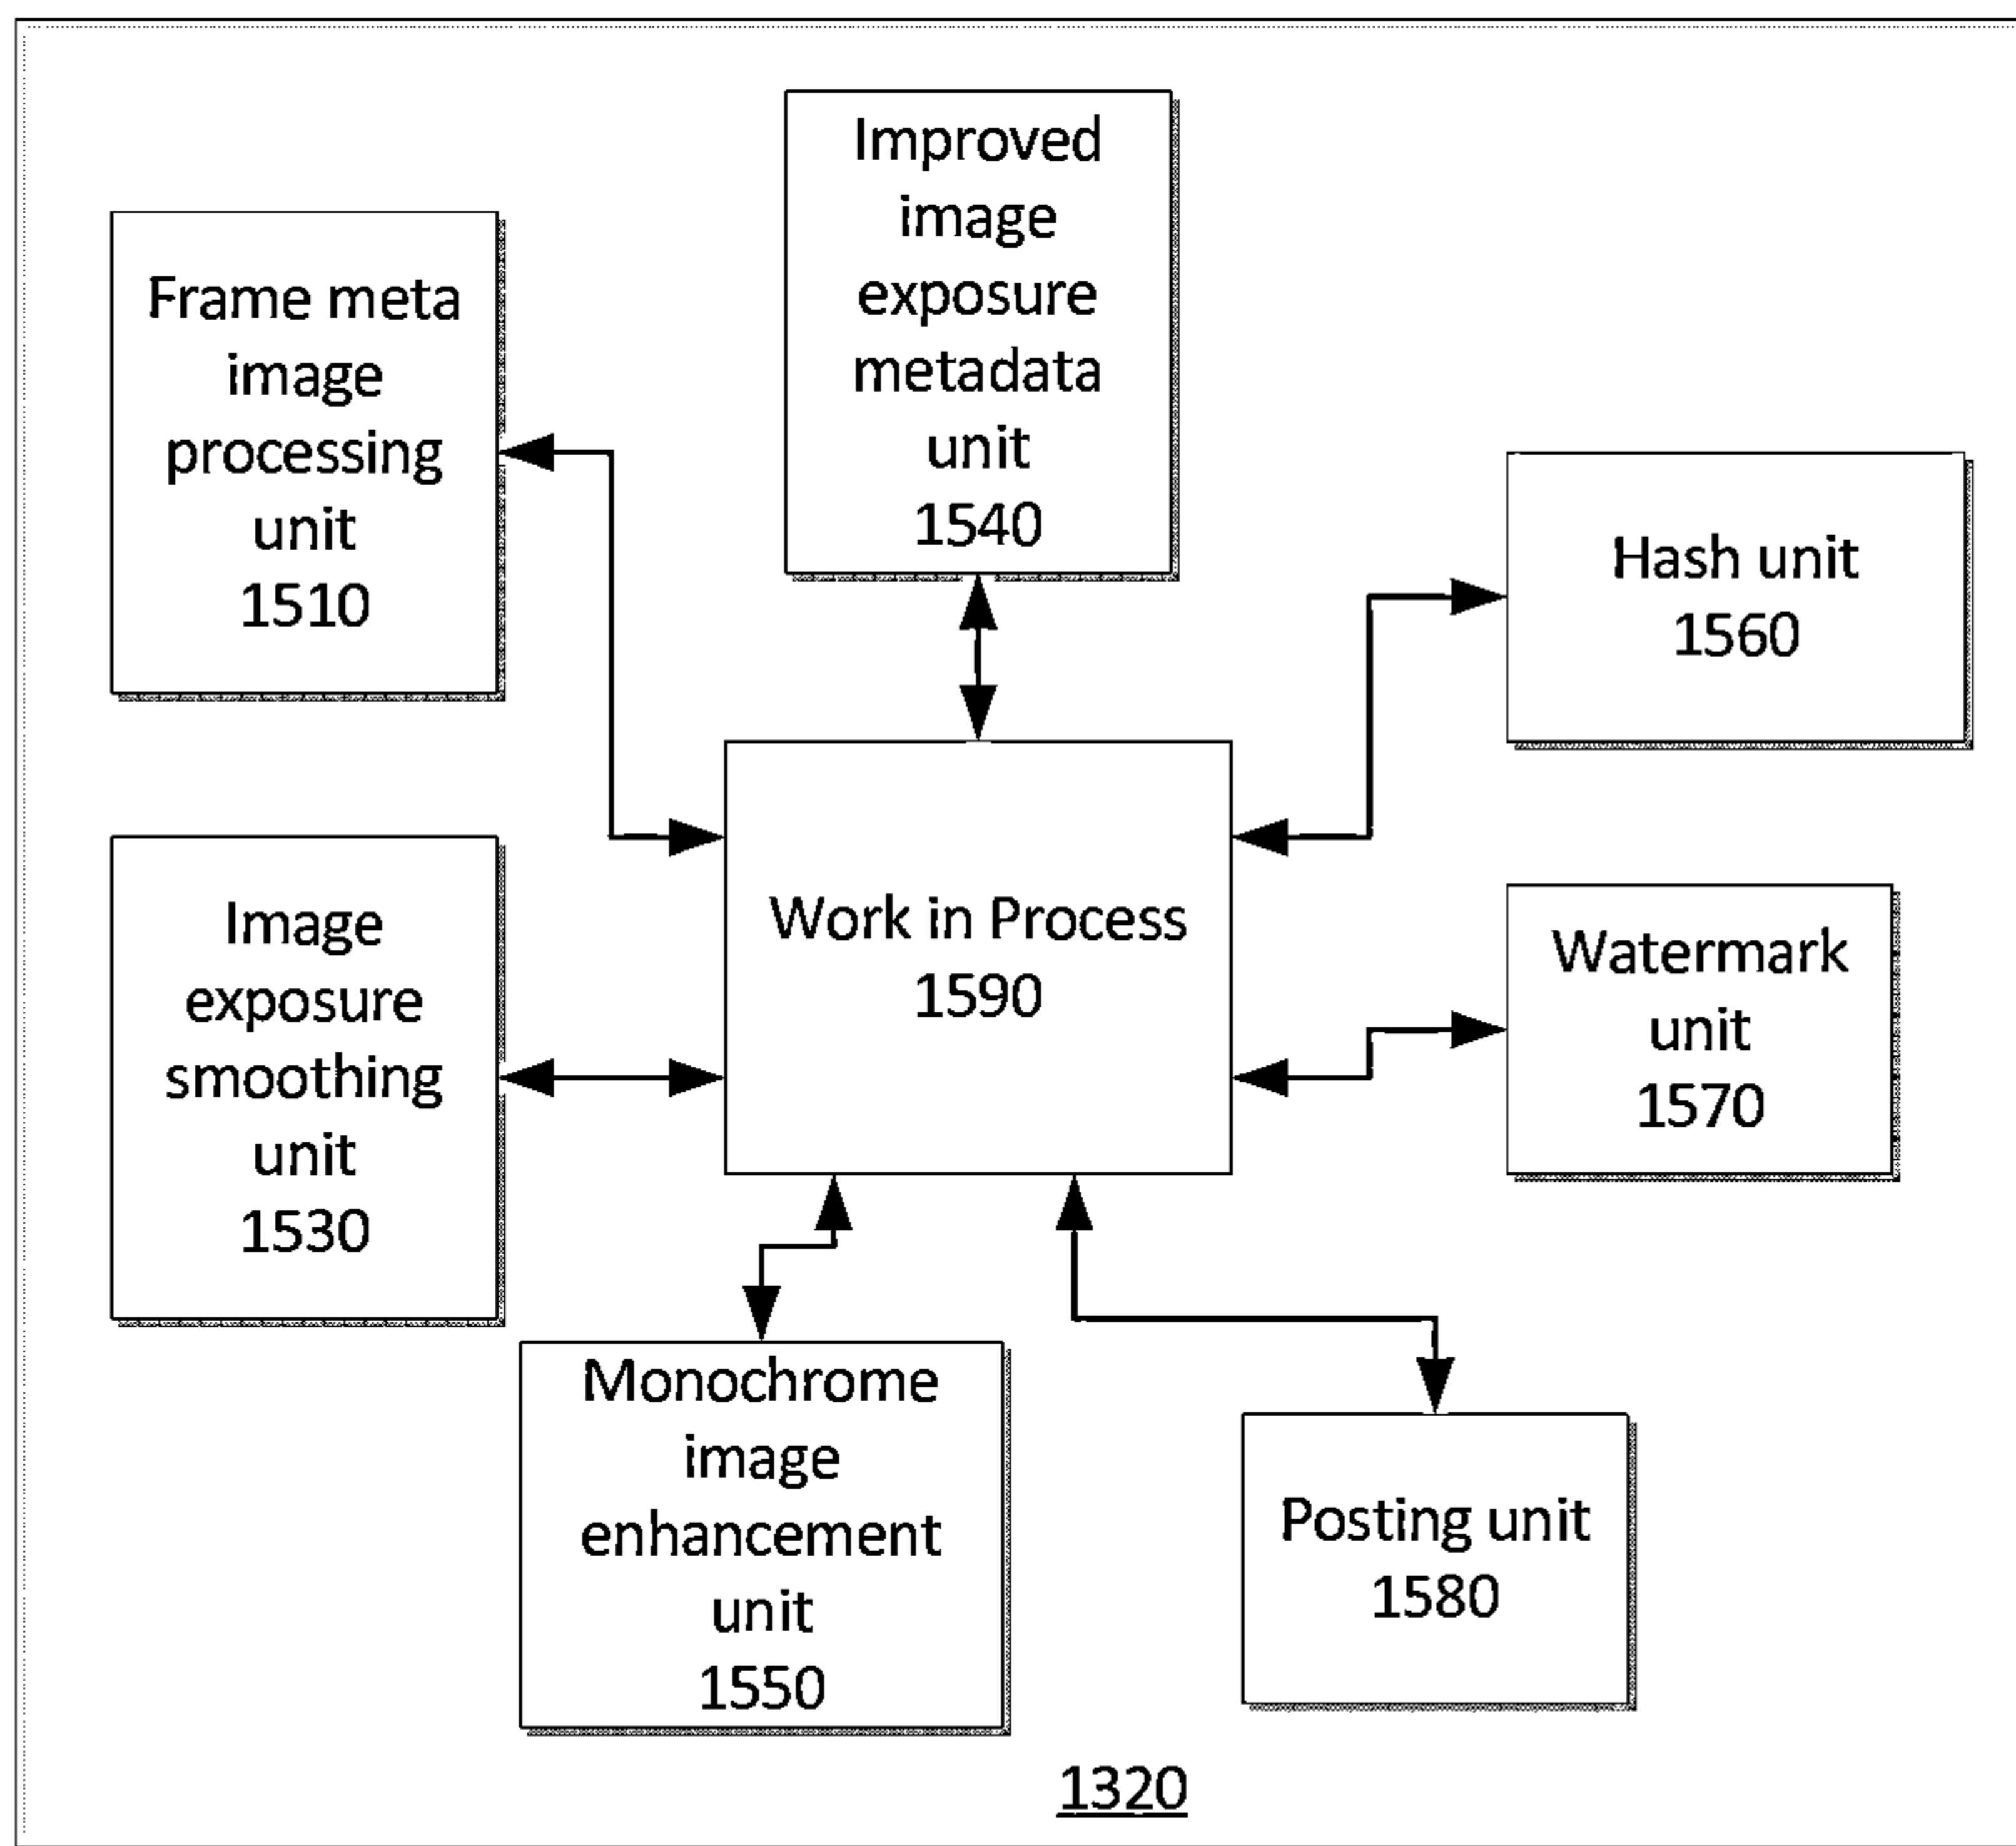 Frame meta
image
processing
unit
1510
Improved
image
exposure
metadata
unit
1540
Hash unit
1560
Image
exposure
smoothing
unit
1530
Work in Process
1590
Watermark
unit
1570
Monochrome
image
enhancement
unit
1550
Posting unit
1580
1320